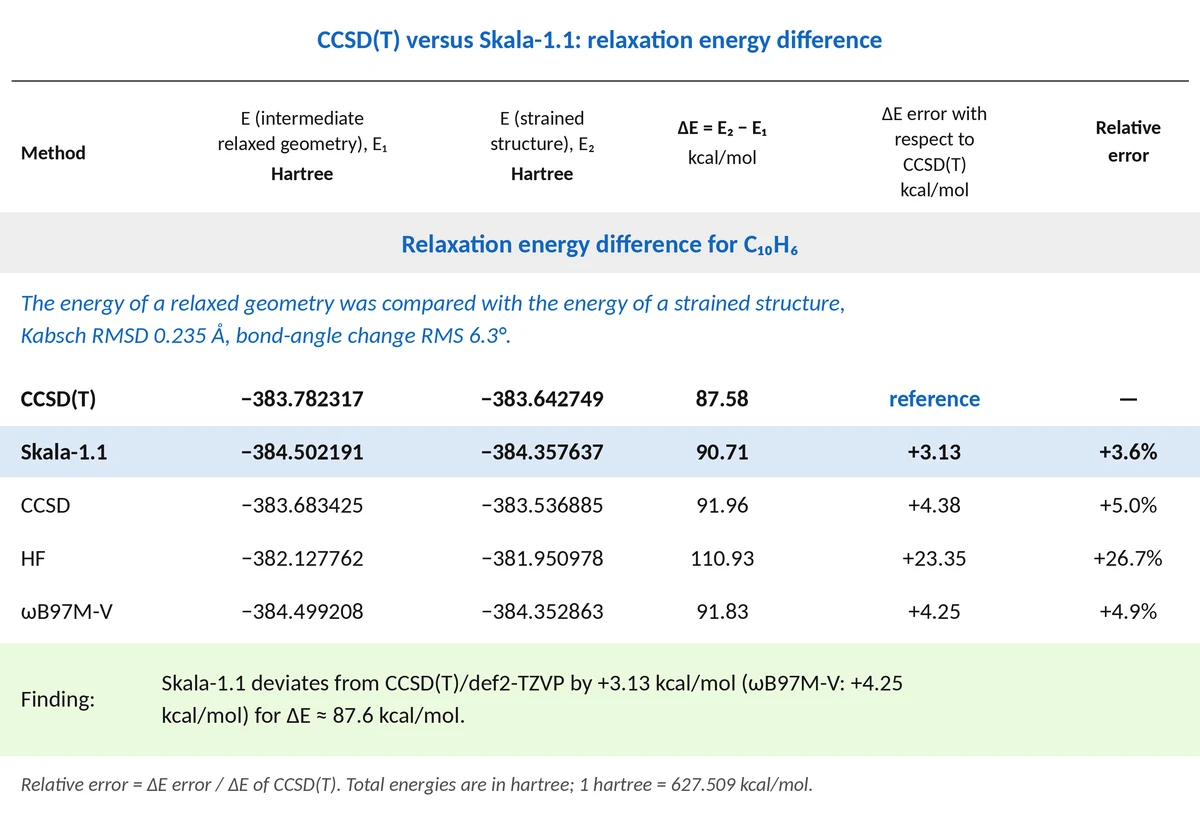 CCSD(T) versus Skala-1.1: relaxation energy difference
Method
E (intermediate
relaxed geometry), E₁
Hartree
E (strained
structure), E₂
Hartree
ΔE = E₂ − E₁
kcal/mol
ΔE error with
respect to
CCSD(T)
kcal/mol
Relative
error
Relaxation energy difference for C₁₀H₆
The energy of a relaxed geometry was compared with the energy of a strained structure,
Kabsch RMSD 0.235 Å, bond-angle change RMS 6.3°.
CCSD(T) −383.782317 −383.642749 87.58 reference —
Skala-1.1 −384.502191 −384.357637 90.71 +3.13 +3.6%
CCSD −383.683425 −383.536885 91.96 +4.38 +5.0%
HF −382.127762 −381.950978 110.93 +23.35 +26.7%
ωB97M-V −384.499208 −384.352863 91.83 +4.25 +4.9%
Finding:
Skala-1.1 deviates from CCSD(T)/def2-TZVP by +3.13 kcal/mol (ωB97M-V: +4.25
kcal/mol) for ΔE ≈ 87.6 kcal/mol.
Relative error = ΔE error / ΔE of CCSD(T). Total energies are in hartree; 1 hartree = 627.509 kcal/mol.